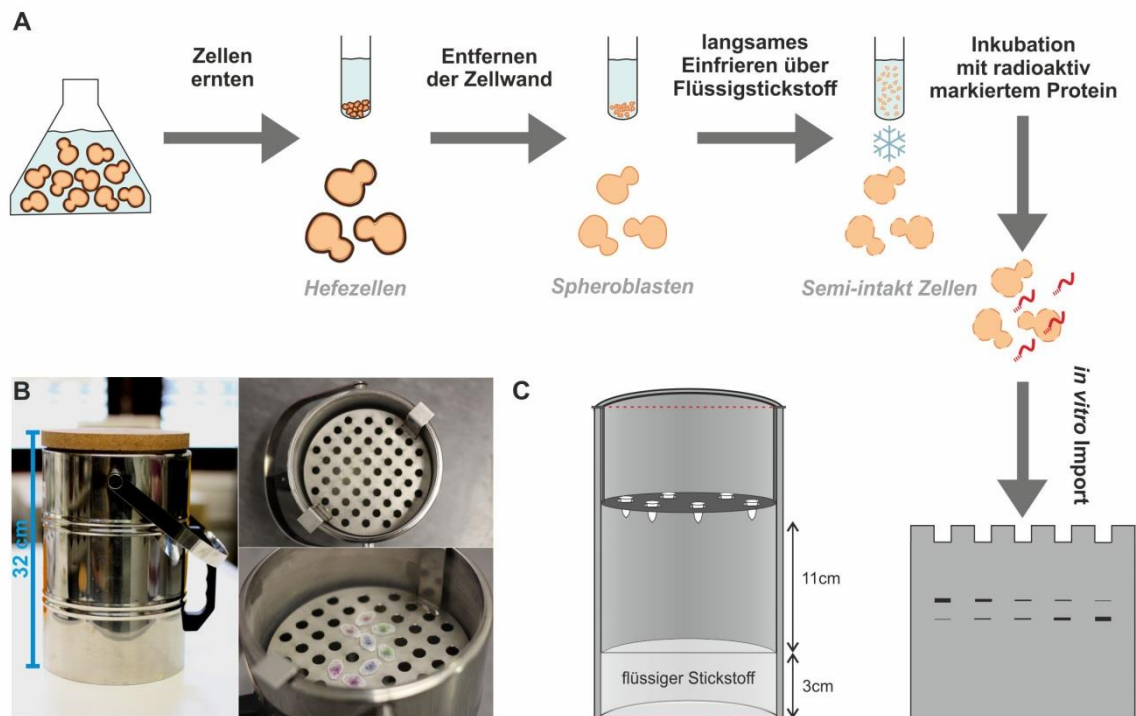 A
Zellen
ernten
Entfernen
der Zellwand
langsames
Einfrieren über
Flüssigstickstoff
Inkubation
mit radioaktiv
markiertem Protein
Hefezellen
Spheroblasten
Semi-intakt Zellen
in vitro Import
B
32 cm
C
11cm
flüssiger Stickstoff
3cm